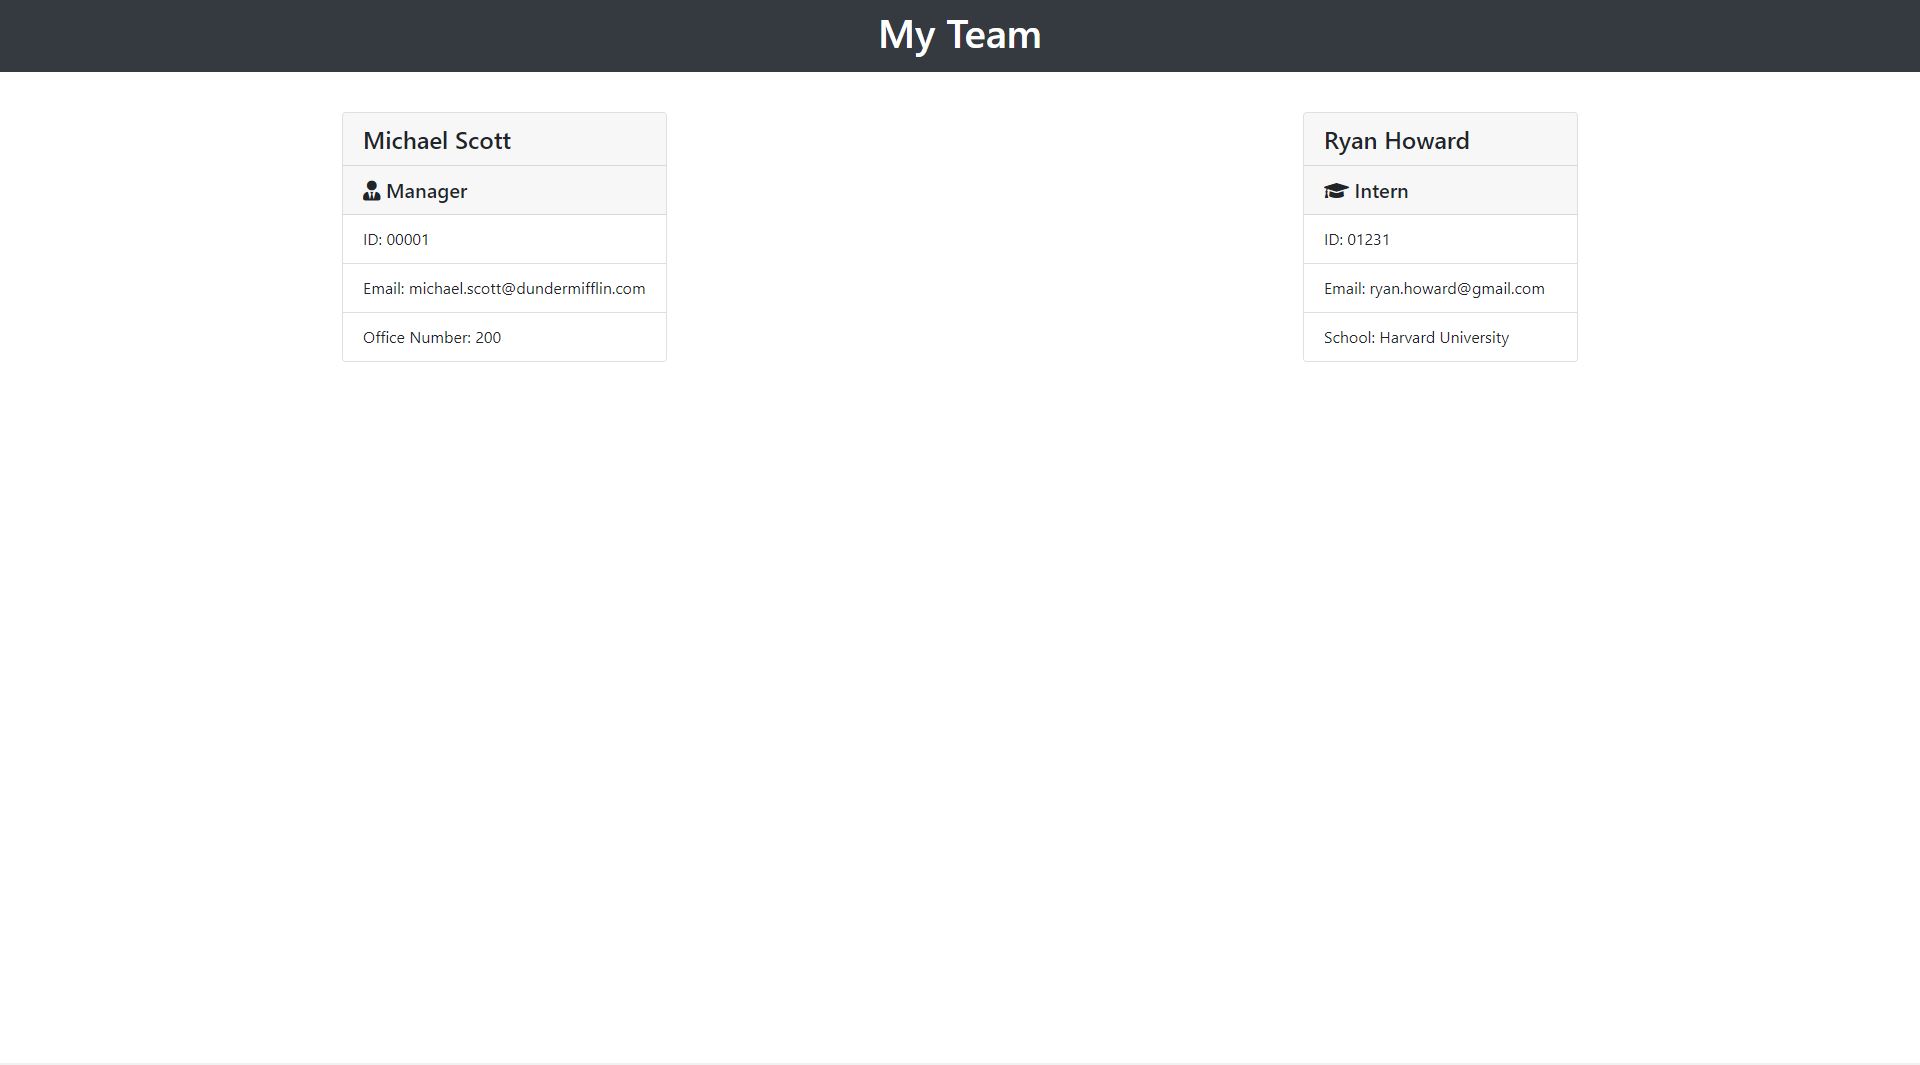 My Team
Michael Scott
Manager
ID: 00001
Email: michael.scott@dundermifflin.com
Office Number: 200
Ryan Howard
Intern
ID: 01231
Email: ryan.howard@gmail.com
School: Harvard University